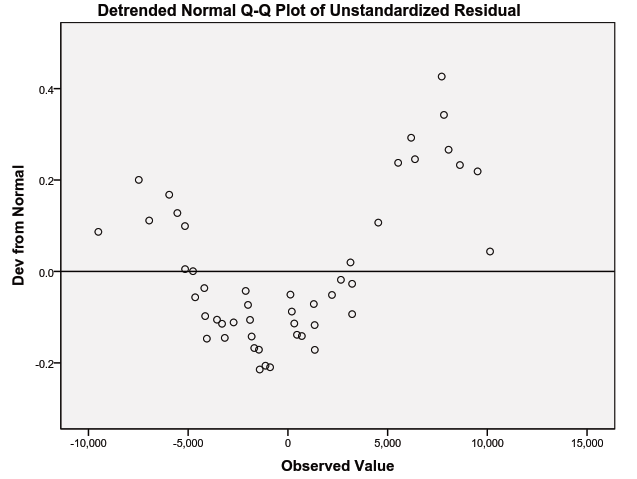 Detrended Normal Q-Q Plot of Unstandardized Residual
Dev from Normal
0.4
0.2
0.0
-0.2
-10,000 -5,000 0 5,000 10,000 15,000
Observed Value